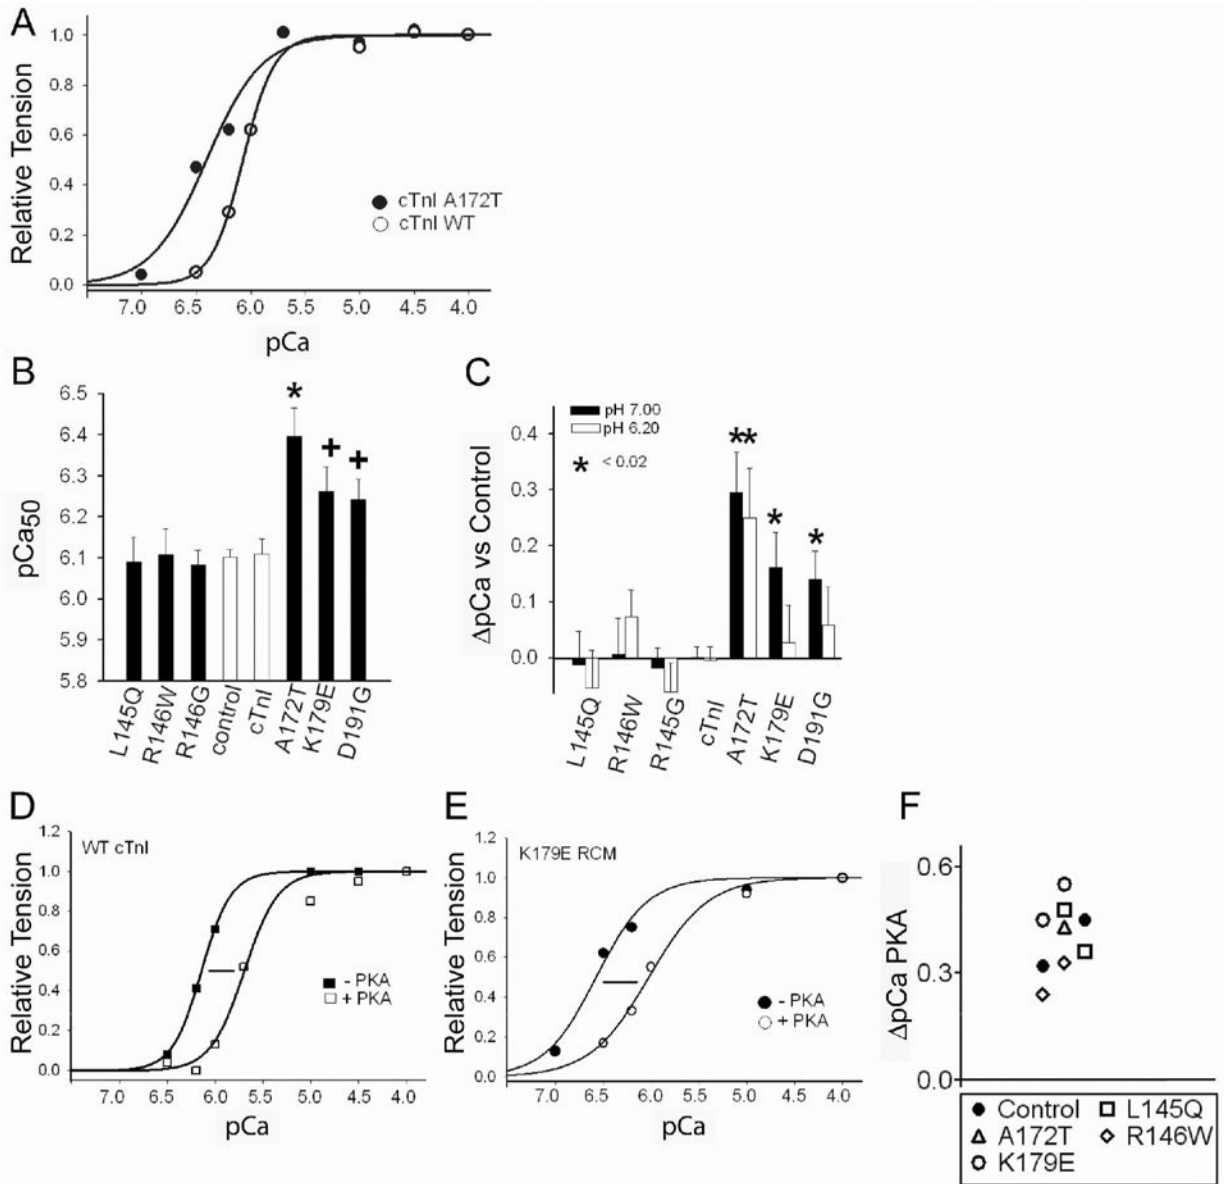 A
Relative Tension
1.0
0.8
0.6
0.4
0.2
0.0
cTnI A172T
cTnI WT
7.0 6.5 6.0 5.5 5.0 4.5 4.0
pCa
B
pCa50
6.5
6.4
6.3
6.2
6.1
6.0
5.9
5.8
* + +
L145Q R146W R146G control cTnI A172T K179E D191G
C
ΔpCa vs Control
0.4
0.3
0.2
0.1
0.0
pH 7.00
pH 6.20
* < 0.02
** * *
L145Q R146W R145G cTnI A172T K179E D191G
D
Relative Tension
1.2
1.0
0.8
0.6
0.4
0.2
0.0
WT cTnI
- PKA
+ PKA
7.0 6.5 6.0 5.5 5.0 4.5 4.0
pCa
E
Relative Tension
1.2
1.0
0.8
0.6
0.4
0.2
0.0
K179E RCM
- PKA
+ PKA
7.0 6.5 6.0 5.0 4.5 4.0
pCa
F
ΔpCa PKA
0.6
0.3
0.0
Control L145Q
A172T R146W
K179E